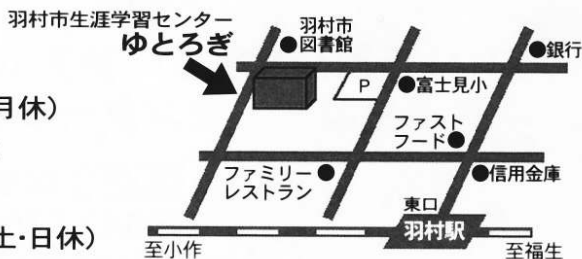 羽村市生涯学習センター
ゆとろぎ
羽村市
図書館
銀行
P
富士見小
月休）
ファスト
フード
ファミリー
レストラン
信用金庫
東口
羽村駅
土・日休）
至小作
至福生